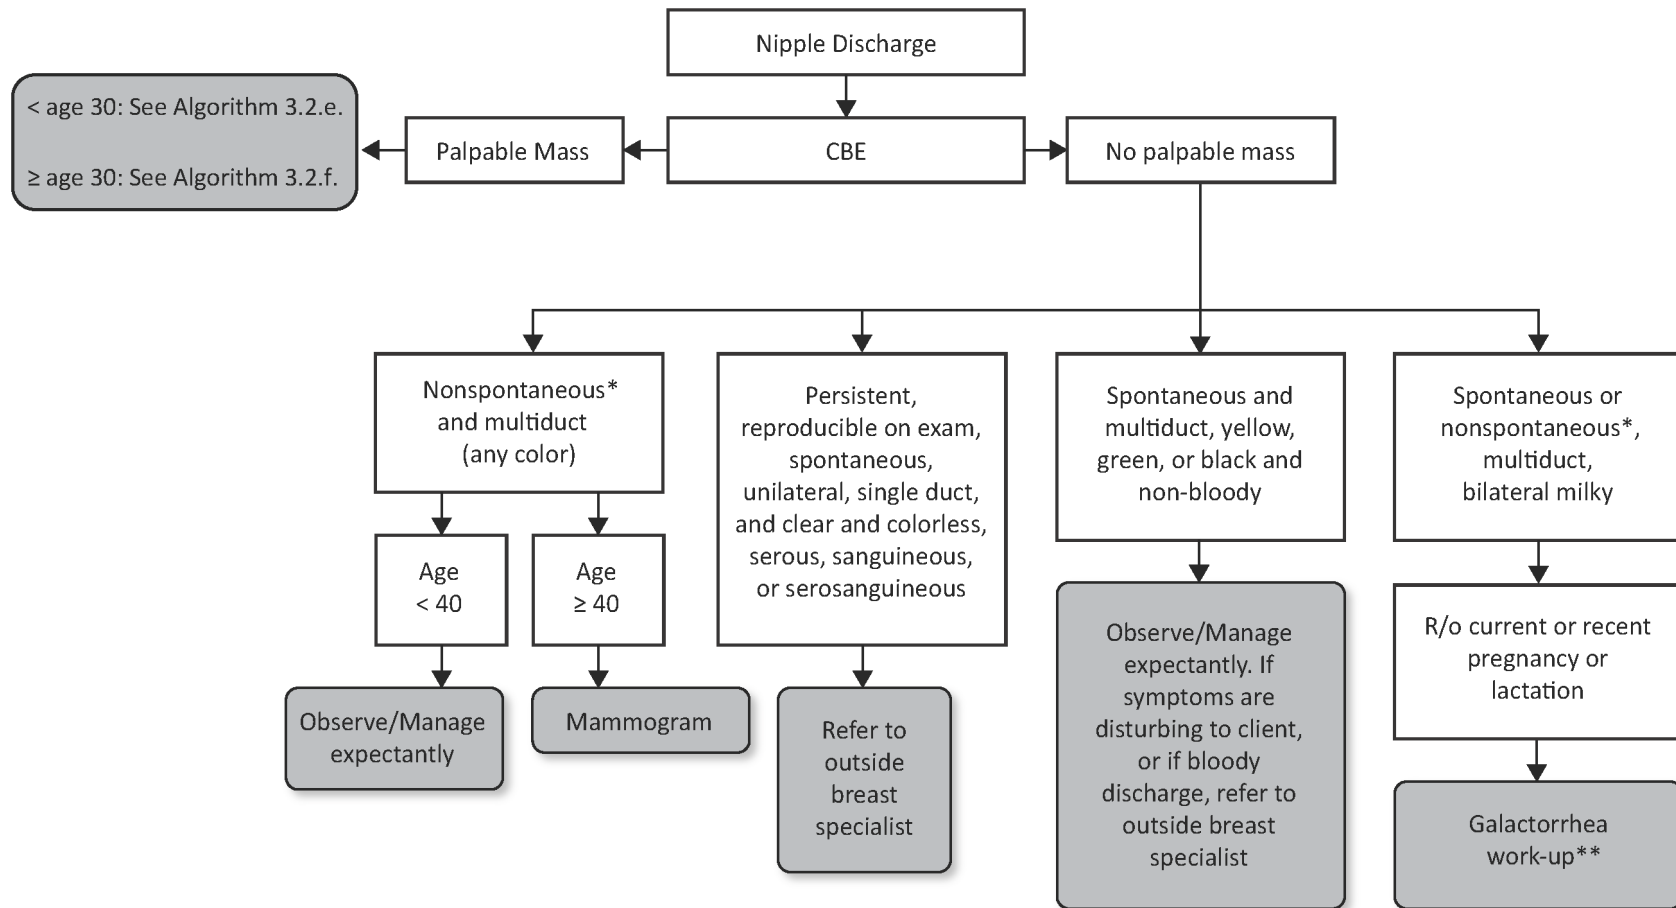 Nipple Discharge
< age 30: See Algorithm 3.2.e.
≥ age 30: See Algorithm 3.2.f.
Palpable Mass
CBE
No palpable mass
Nonspontaneous*
and multiduct
(any color)
Persistent,
reproducible on exam,
spontaneous,
unilateral, single duct,
and clear and colorless,
serous, sanguineous,
or serosanguineous
Spontaneous and
multiduct, yellow,
green, or black and
non-bloody
Spontaneous or
nonspontaneous*,
multiduct,
bilateral milky
Age
< 40
Age
≥ 40
R/o current or recent
pregnancy or
lactation
Observe/Manage
expectantly
Mammogram
Refer to
outside
breast
specialist
Observe/Manage
expectantly. If
symptoms are
disturbing to client,
or if bloody
discharge, refer to
outside breast
specialist
Galactorrhea
work-up**